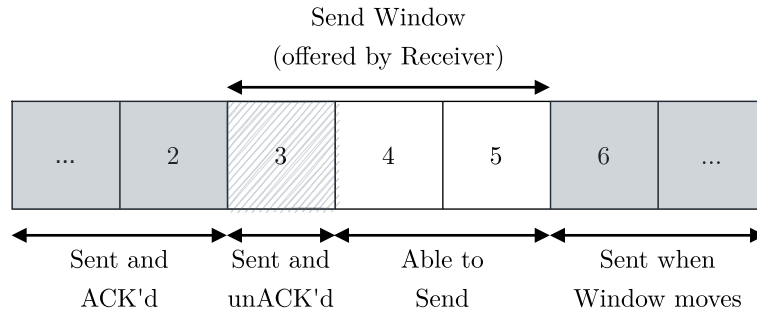 Send Window
(offered by Receiver)
... 2 3 4 5 6 ...
Sent and
ACK'd
Sent and
unACK'd
Able to
Send
Sent when
Window moves